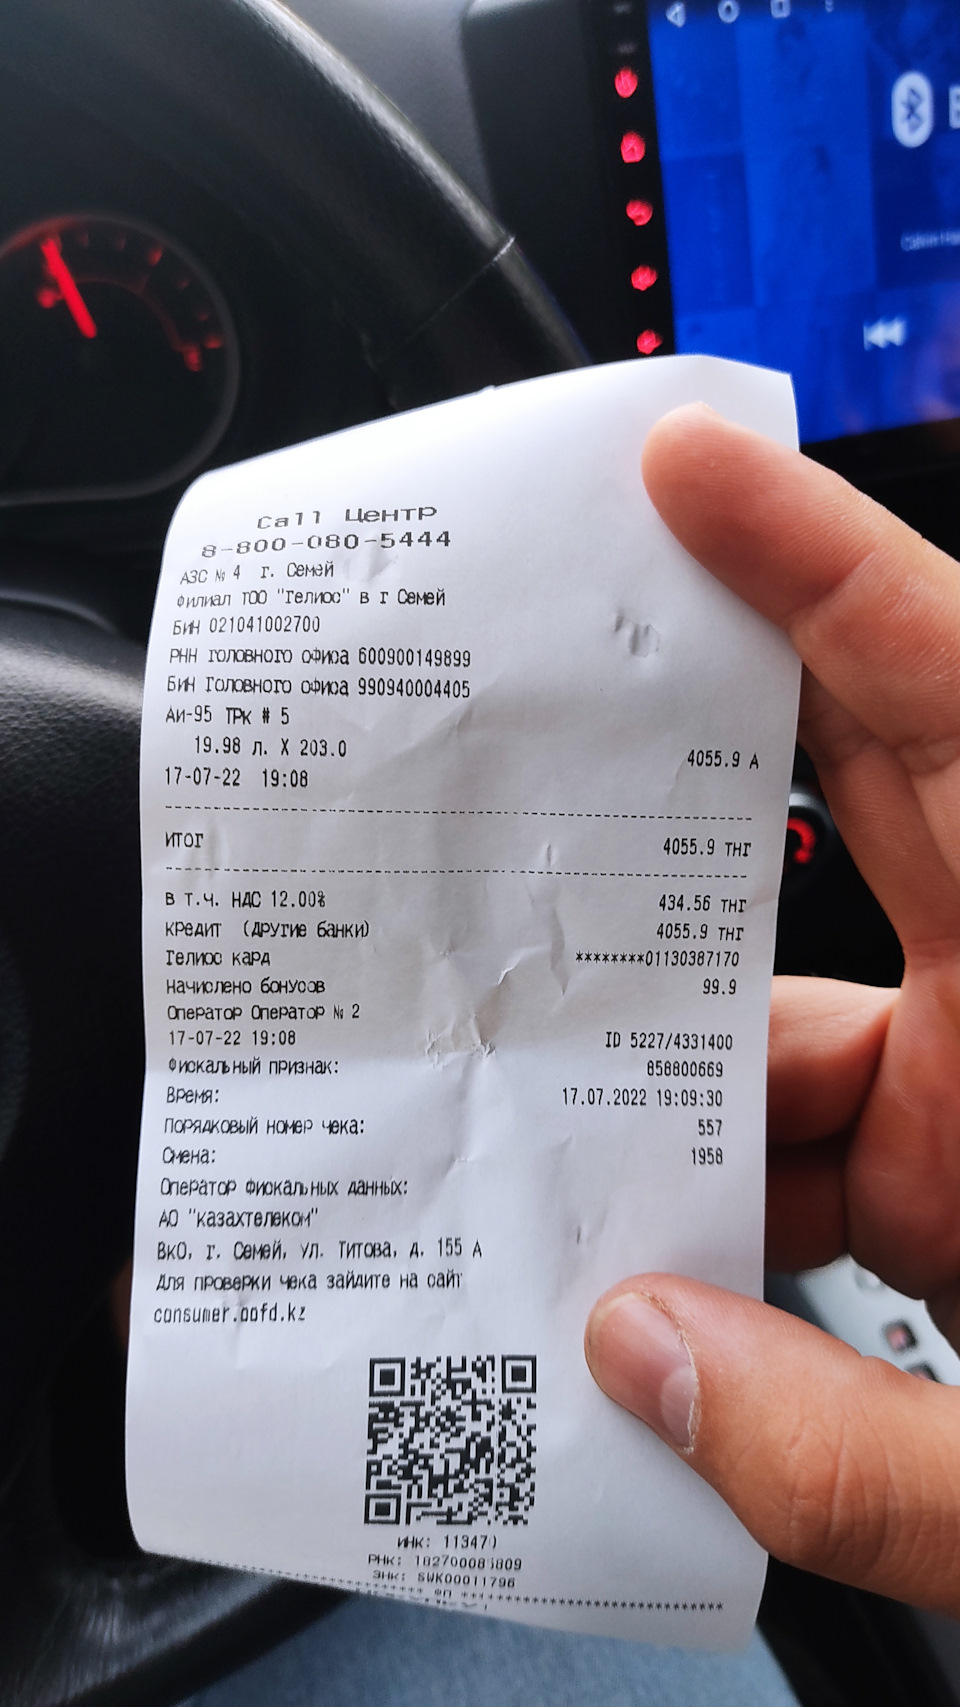 Call Центр
8-800-080-5444
АЗС № 4 г. Семей
Филиал ТОО "Гелиос" в г Семей
БИН 021041002700
РНН головного офиса 600900149899
БИН Головного офиса 990940004405
Аи-95 ТРК # 5
19.98 л. X 203.0 4055.9 А
17-07-22 19:08
ИТОГ 4055.9 ТНГ
в т.ч. НДС 12.00% 434.56 ТНГ
кредит (другие банки) 4055.9 ТНГ
Гелиос кард ********01130387170
Начислено бонусов 99.9
Оператор Оператор № 2
17-07-22 19:08 ID 5227/4331400
Фискальный признак: 858800669
Время: 17.07.2022 19:09:30
Порядковый номер чека: 557
Смена: 1958
Оператор фискальных данных:
АО "казахтелеком"
ВкО, г. Семей, ул. Титова, д. 155 А
Для проверки чека зайдите на сайт
consumer.oofd.kz
ИНК:
РНК:
ЗНК: SWK00011796
ФП